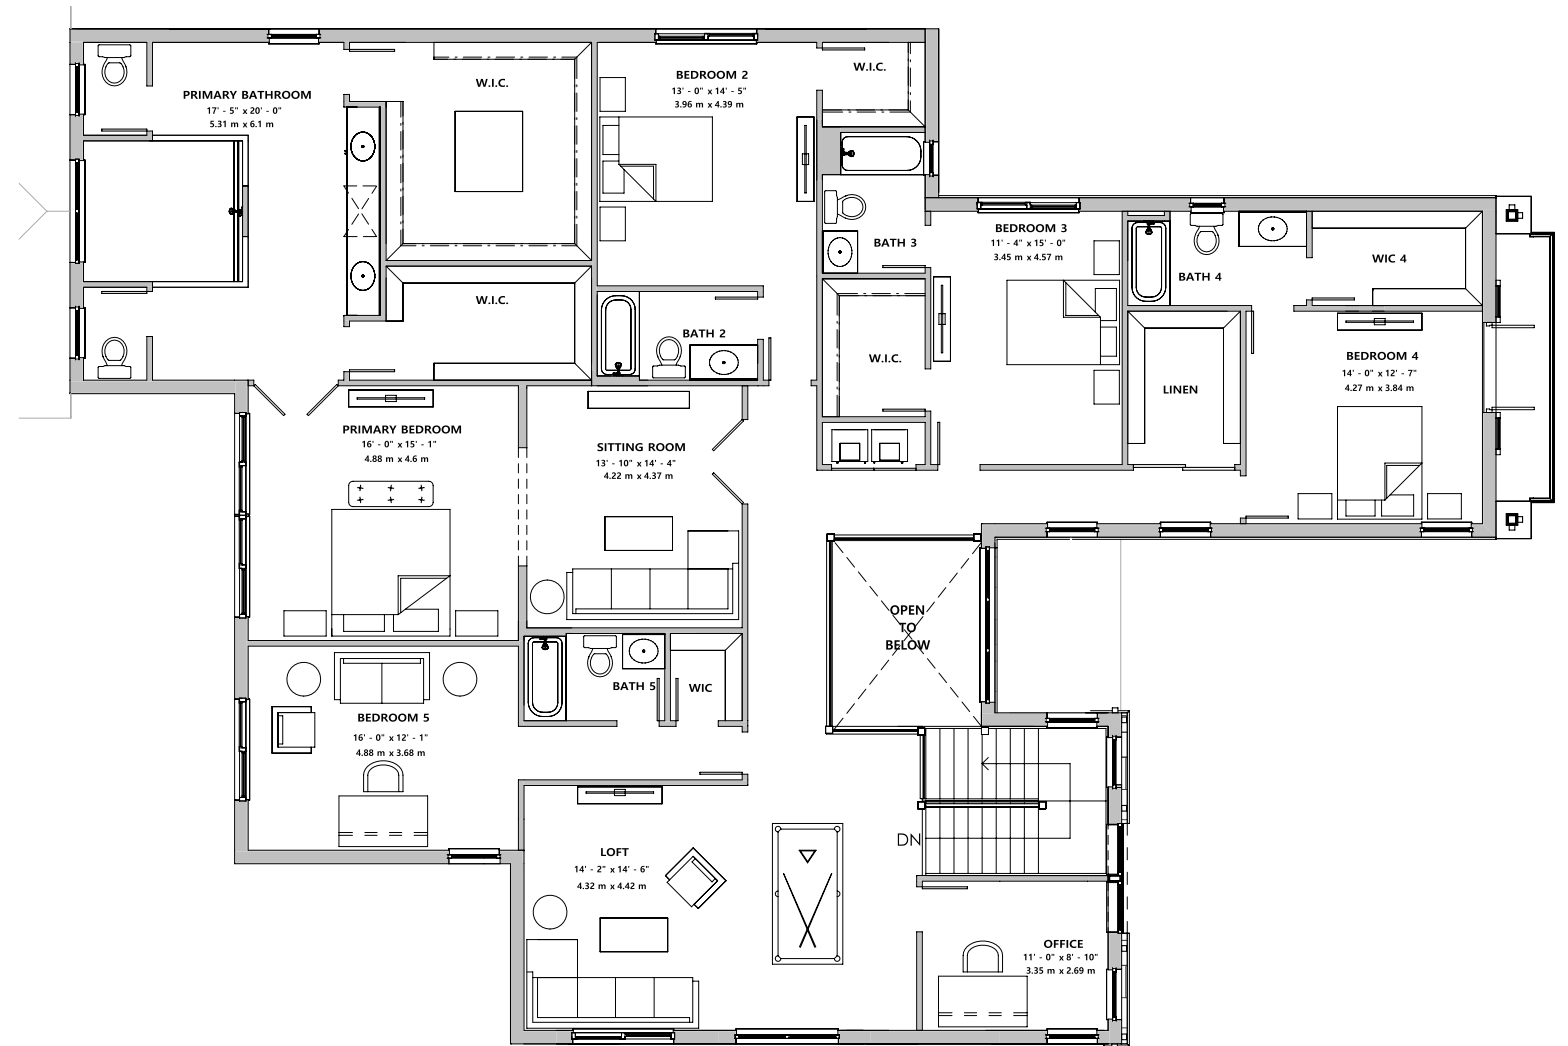 PRIMARY BATHROOM
17' - 5" x 20' - 0"
5.31 m x 6.1 m
W.I.C.
BEDROOM 2
13' - 0" x 14' - 5"
3.96 m x 4.39 m
W.I.C.
W.I.C.
BATH 2
BATH 3
BEDROOM 3
11' - 4" x 15' - 0"
3.45 m x 4.57 m
W.I.C.
BATH 4
WIC 4
LINEN
BEDROOM 4
14' - 0" x 12' - 7"
4.27 m x 3.84 m
PRIMARY BEDROOM
16' - 0" x 15' - 1"
4.88 m x 4.6 m
SITTING ROOM
13' - 10" x 14' - 4"
4.22 m x 4.37 m
OPEN
TO
BELOW
BATH 5
WIC
BEDROOM 5
16' - 0" x 12' - 1"
4.88 m x 3.68 m
DN
LOFT
14' - 2" x 14' - 6"
4.32 m x 4.42 m
OFFICE
11' - 0" x 8' - 10"
3.35 m x 2.69 m